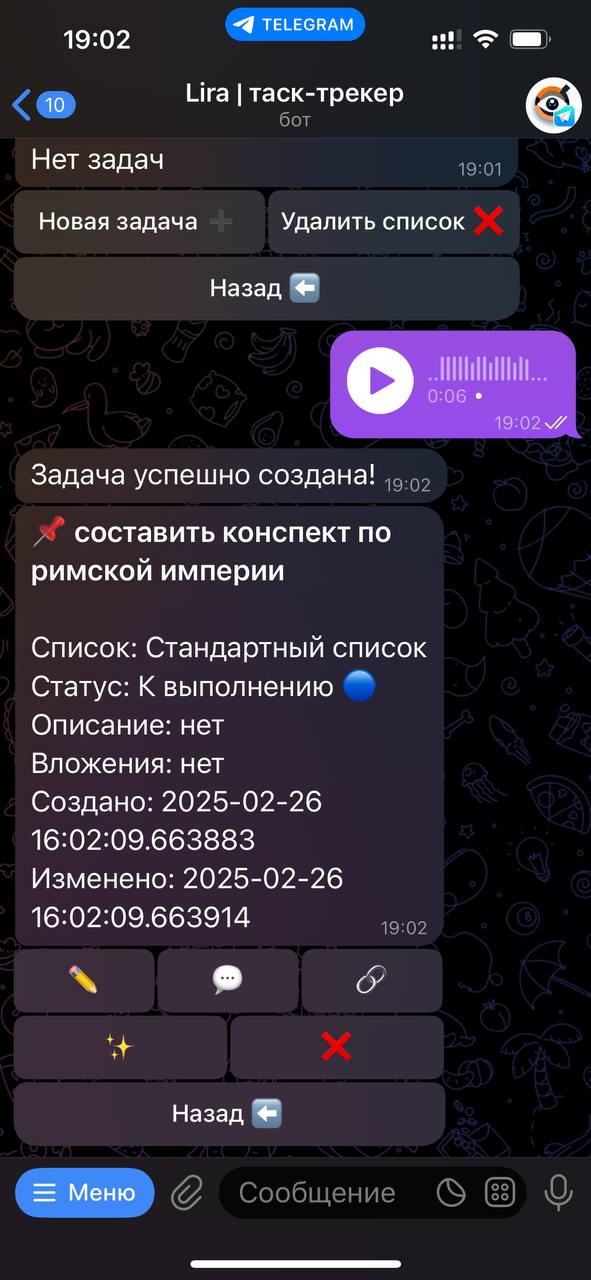 19:02
TELEGRAM
10
Lira | таск-трекер
бот
Нет задач
19:01
Новая задача ➕
Удалить список ❌
Назад ⬅️
0:06
19:02
Задача успешно создана! 19:02
📌 составить конспект по
римской империи
Список: Стандартный список
Статус: К выполнению 🔵
Описание: нет
Вложения: нет
Создано: 2025-02-26
16:02:09.663883
Изменено: 2025-02-26
16:02:09.663914
19:02
Назад ⬅️
Меню
Сообщение